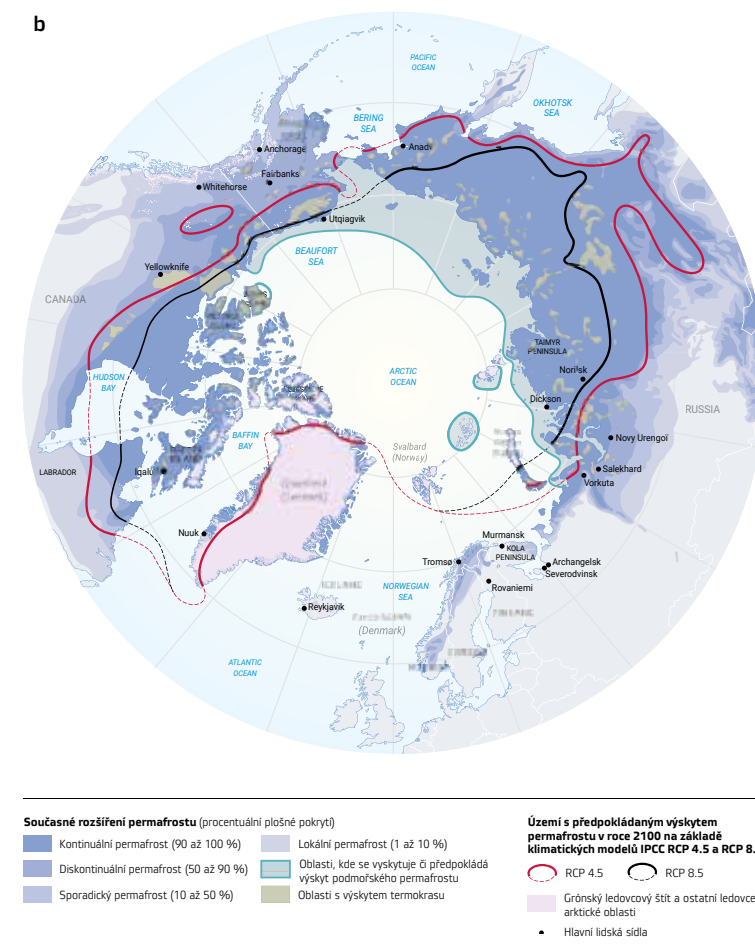 b
PACIFIC
OCEAN
OKHOTSK
SEA
BERING
SEA
Anchorage
Anadyr
Fairbanks
Whitehorse
Utqiagvik
BEAUFORT
SEA
Yellowknife
CANADA
TAIMYR
PENINSULA
HUDSON
BAY
ARCTIC
OCEAN
Norilsk
Dickson
RUSSIA
BAFFIN
BAY
Svalbard
(Norway)
Novy Urengoï
LABRADOR
Iqaluit
Salekhard
Vorkuta
Nuuk
Murmansk
KOLA
PENINSULA
Tromsø
Archangelsk
Severodvinsk
Rovaniemi
NORWEGIAN
SEA
Reykjavik
(Denmark)
ATLANTIC
OCEAN
Současné rozšíření permafrostu (procentuální plošné pokrytí)
Kontinuální permafrost (90 až 100 %)
Diskontinuální permafrost (50 až 90 %)
Sporadický permafrost (10 až 50 %)
Lokální permafrost (1 až 10 %)
Oblasti, kde se vyskytuje či předpokládá
výskyt podmořského permafrostu
Oblasti s výskytem termokrasu
Území s předpokládaným výskytem
permafrostu v roce 2100 na základě
klimatických modelů IPCC RCP 4.5 a RCP 8.
RCP 4.5
RCP 8.5
Grónský ledovcový štít a ostatní ledovce
arktické oblasti
Hlavní lidská sídla